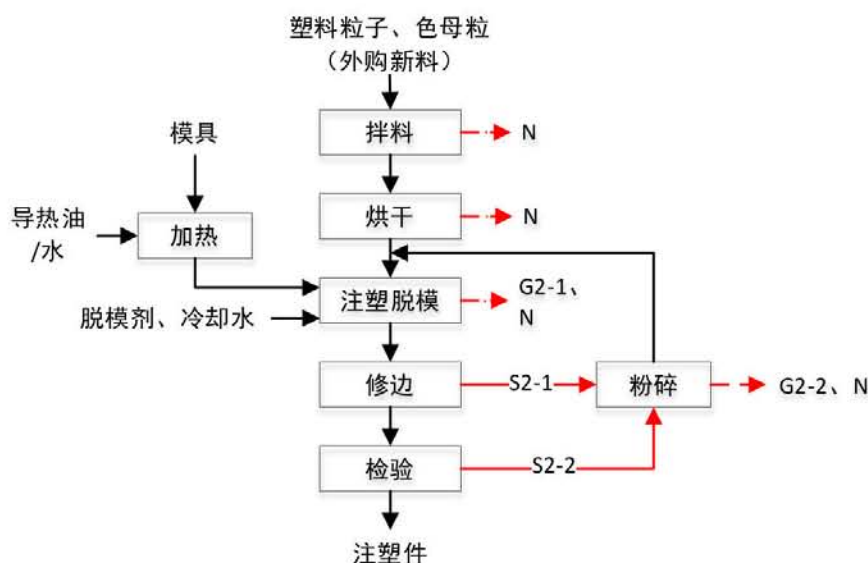 塑料粒子、色母粒
（外购新料）
拌料
N
模具
烘干
N
导热油
/水
加热
注塑脱模
G2-1、
N
脱模剂、冷却水
修边
S2-1
粉碎
G2-2、N
检验
S2-2
注塑件